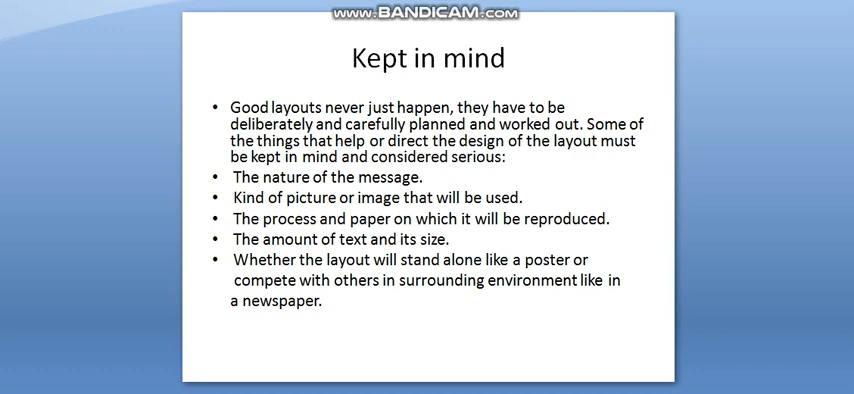 www.BANDICAM.com
Kept in mind
• Good layouts never just happen, they have to be
deliberately and carefully planned and worked out. Some of
the things that help or direct the design of the layout must
be kept in mind and considered serious:
• The nature of the message.
• Kind of picture or image that will be used.
• The process and paper on which it will be reproduced.
• The amount of text and its size.
• Whether the layout will stand alone like a poster or
compete with others in surrounding environment like in
a newspaper.